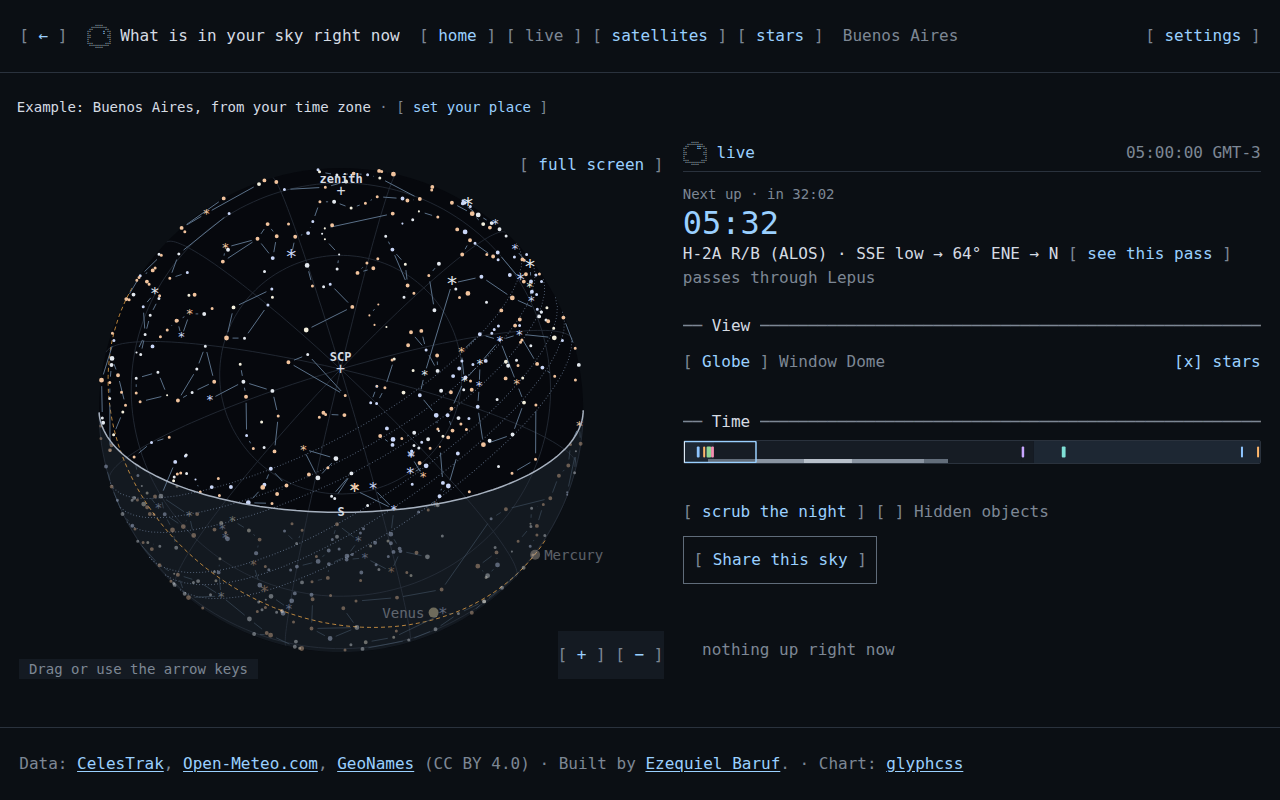 [ ← ] What is in your sky right now [ home ] [ live ] [ satellites ] [ stars ] Buenos Aires [ settings ]
Example: Buenos Aires, from your time zone · [ set your place ]
[ full screen ]
zenith
SCP
S
Mercury
Venus
[ + ] [ − ]
Drag or use the arrow keys
live 05:00:00 GMT-3
Next up · in 32:02
05:32
H-2A R/B (ALOS) · SSE low → 64° ENE → N [ see this pass ]
passes through Lepus
View
[ Globe ] Window Dome [x] stars
Time
[ scrub the night ] [ ] Hidden objects
[ Share this sky ]
nothing up right now
Data: CelesTrak, Open-Meteo.com, GeoNames (CC BY 4.0) · Built by Ezequiel Baruf. · Chart: glyphcss